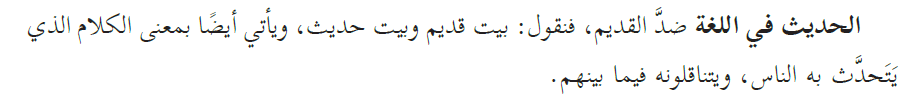 الحديث في اللغة ضدَّ القديم، فنقول: بيت قديم وبيت حديث، ويأتي أيضًا بمعنى الكلام الذي
يَتَحدَّث به الناس، ويتناقلونه فيما بينهم.